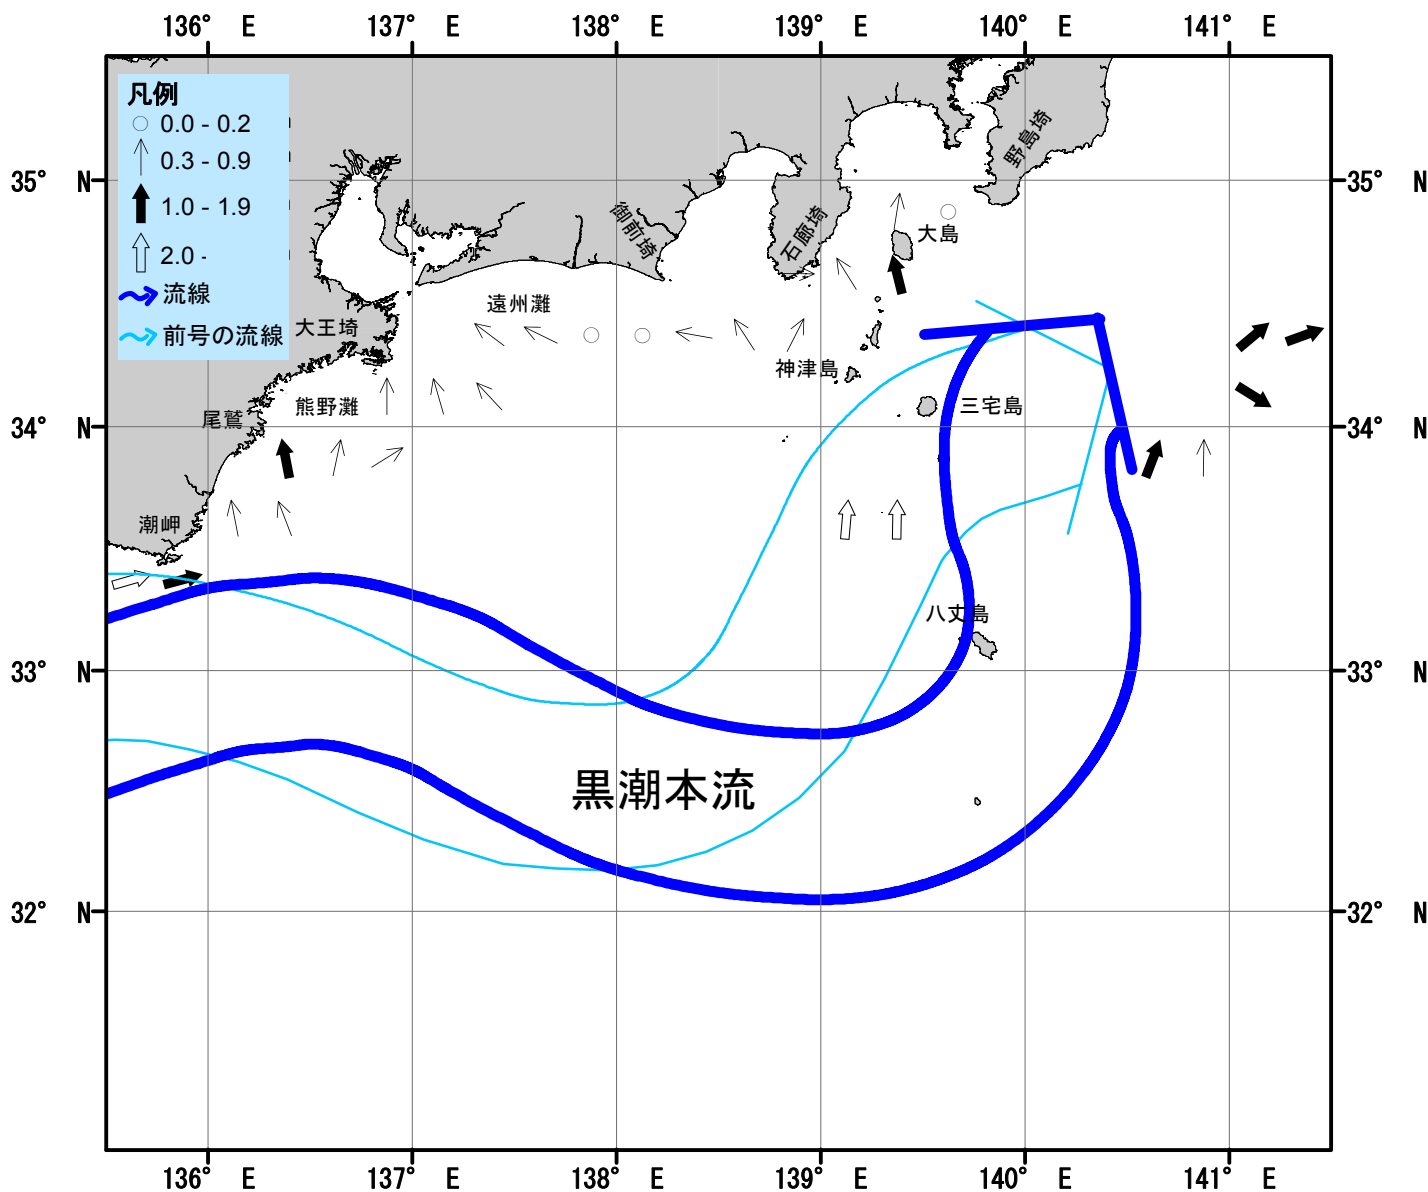 136° E 137° E 138° E 139° E 140° E 141° E
凡例
0.0 - 0.2
0.3 - 0.9
1.0 - 1.9
2.0 -
流線
前号の流線
35° N
35° N
野島埼
御前埼
石廊埼
大島
遠州灘
大王埼
神津島
熊野灘
三宅島
尾鷲
34° N
34° N
潮岬
八丈島
33° N
33° N
黒潮本流
32° N
32° N
136° E 137° E 138° E 139° E 140° E 141° E